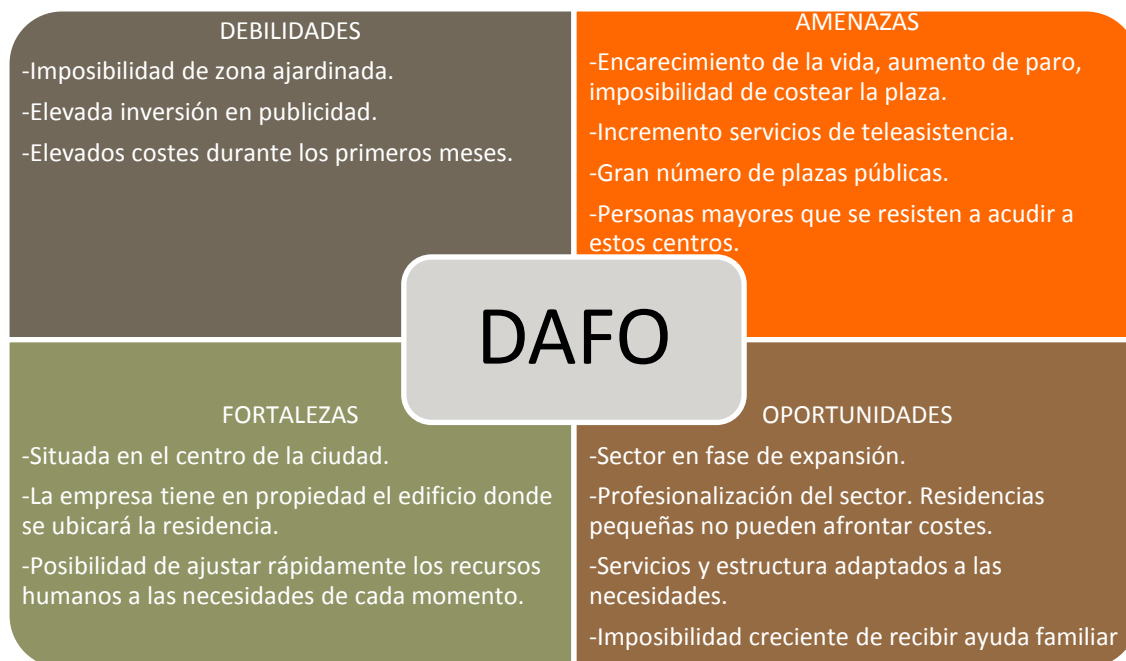 DEBILIDADES
-Imposibilidad de zona ajardinada.
-Elevada inversión en publicidad.
-Elevados costes durante los primeros meses.
AMENAZAS
-Encarecimiento de la vida, aumento de paro,
imposibilidad de costear la plaza.
-Incremento servicios de teleasistencia.
-Gran número de plazas públicas.
-Personas mayores que se resisten a acudir a
estos centros.
DAFO
FORTALEZAS
-Situada en el centro de la ciudad.
-La empresa tiene en propiedad el edificio donde
se ubicará la residencia.
-Posibilidad de ajustar rápidamente los recursos
humanos a las necesidades de cada momento.
OPORTUNIDADES
-Sector en fase de expansión.
-Profesionalización del sector. Residencias
pequeñas no pueden afrontar costes.
-Servicios y estructura adaptados a las
necesidades.
-Imposibilidad creciente de recibir ayuda familiar